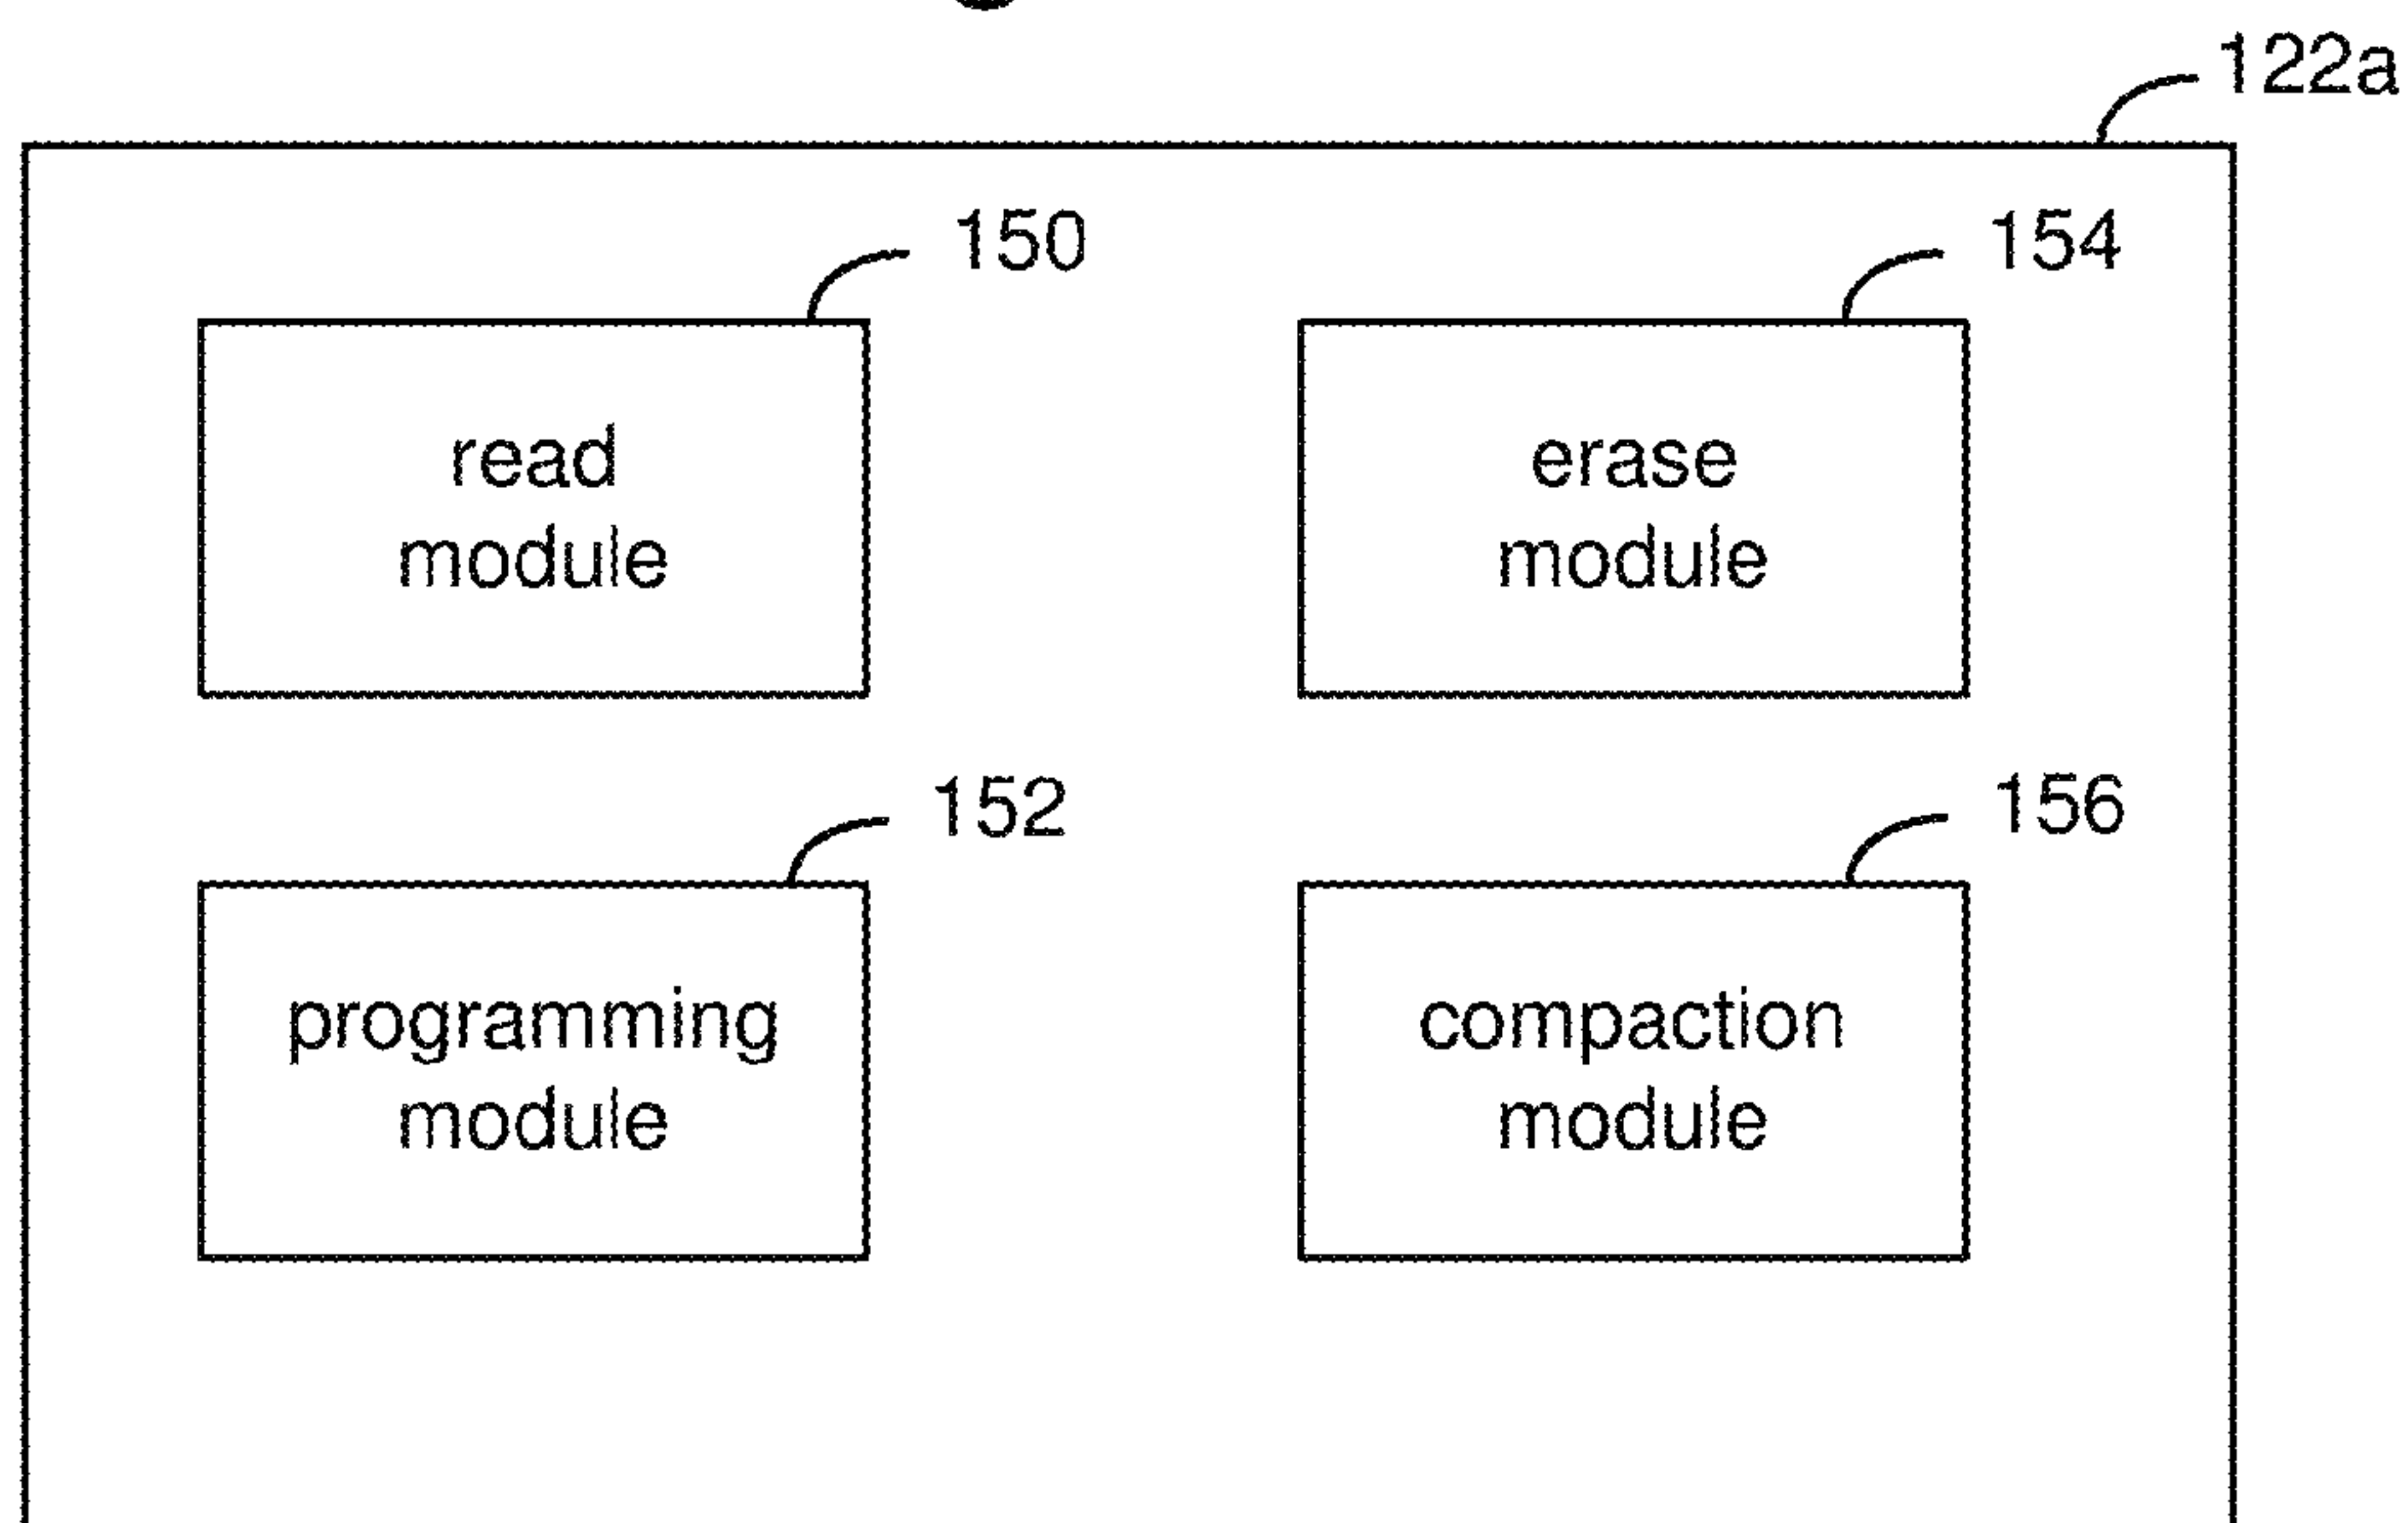 122a
150
154
read
module
erase
module
152
156
programming
module
compaction
module